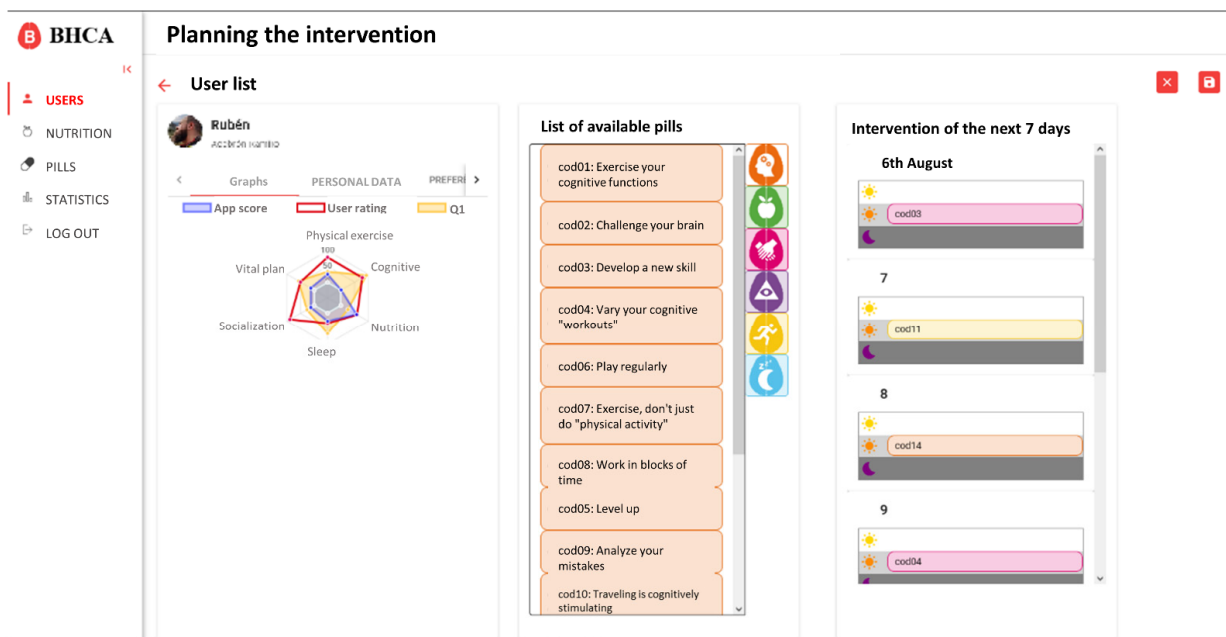 BHCA
Planning the intervention
User list
USERS
NUTRITION
PILLS
STATISTICS
LOG OUT
Rubén
Graphs
PERSONAL DATA
PREFERE
App score
User rating
Q1
Physical exercise
100
50
Vital plan
Cognitive
Socialization
Nutrition
Sleep
List of available pills
cod01: Exercise your
cognitive functions
cod02: Challenge your brain
cod03: Develop a new skill
cod04: Vary your cognitive
"workouts"
cod06: Play regularly
cod07: Exercise, don't just
do "physical activity"
cod08: Work in blocks of
time
cod05: Level up
cod09: Analyze your
mistakes
cod10: Traveling is cognitively
stimulating
Intervention of the next 7 days
6th August
cod03
7
cod11
8
cod14
9
cod04